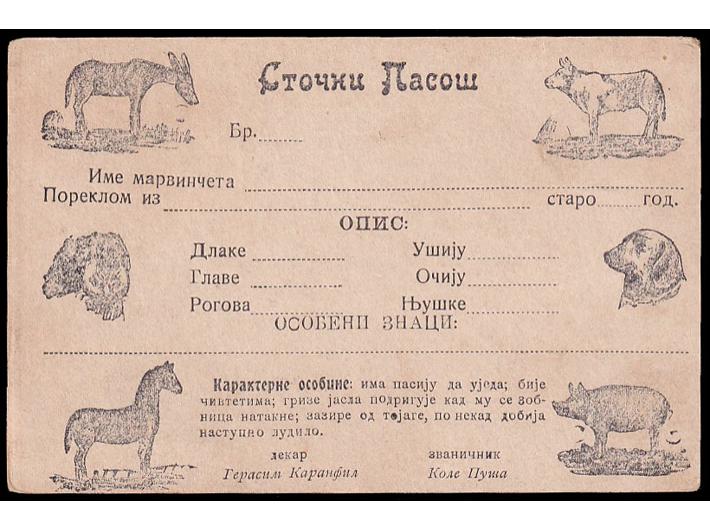 Сточни Пасош
Бр.........
Име марвинчета ........................................
Пореклом из ........................................ старо........год.
ОПИС:
Длаке ............ Ушију ............
Главе ............ Очију ............
Рогова ............ Њушке ............
ОСОБЕНИ ЗНАЦИ:
Карактерне особине: има пасију да уједа; бије
чивтетима; гризе јасла подригује кад му се зоб-
ница натакне; зазире од тојаге, по некад добија
наступно лудило.
лекар званичник
Герасим Каранфил Коле Пуша